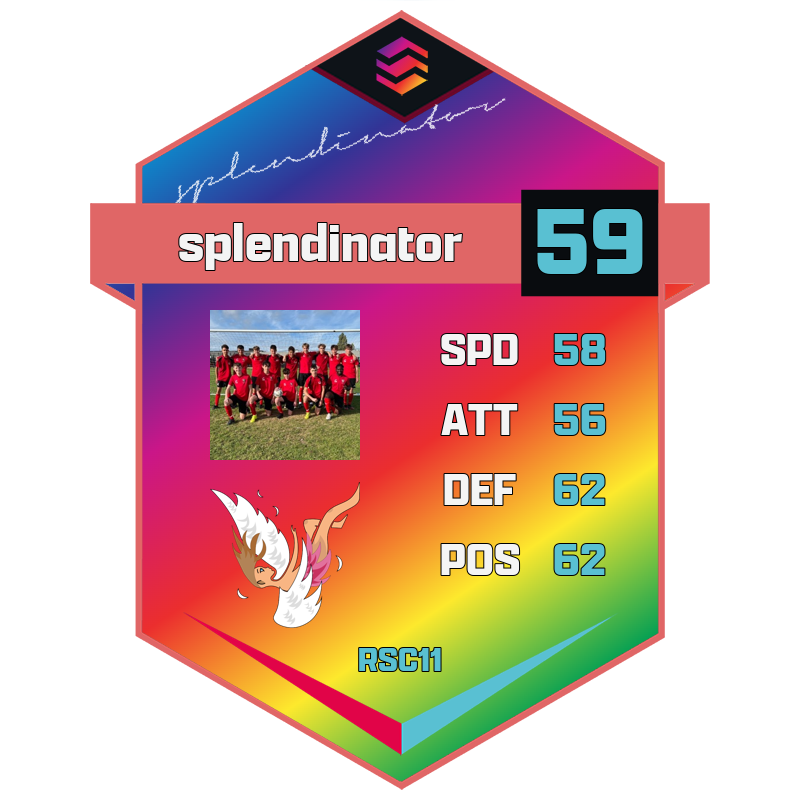 splendinator
splendinator 59
SPD 58
ATT 56
DEF 62
POS 62
RSC11